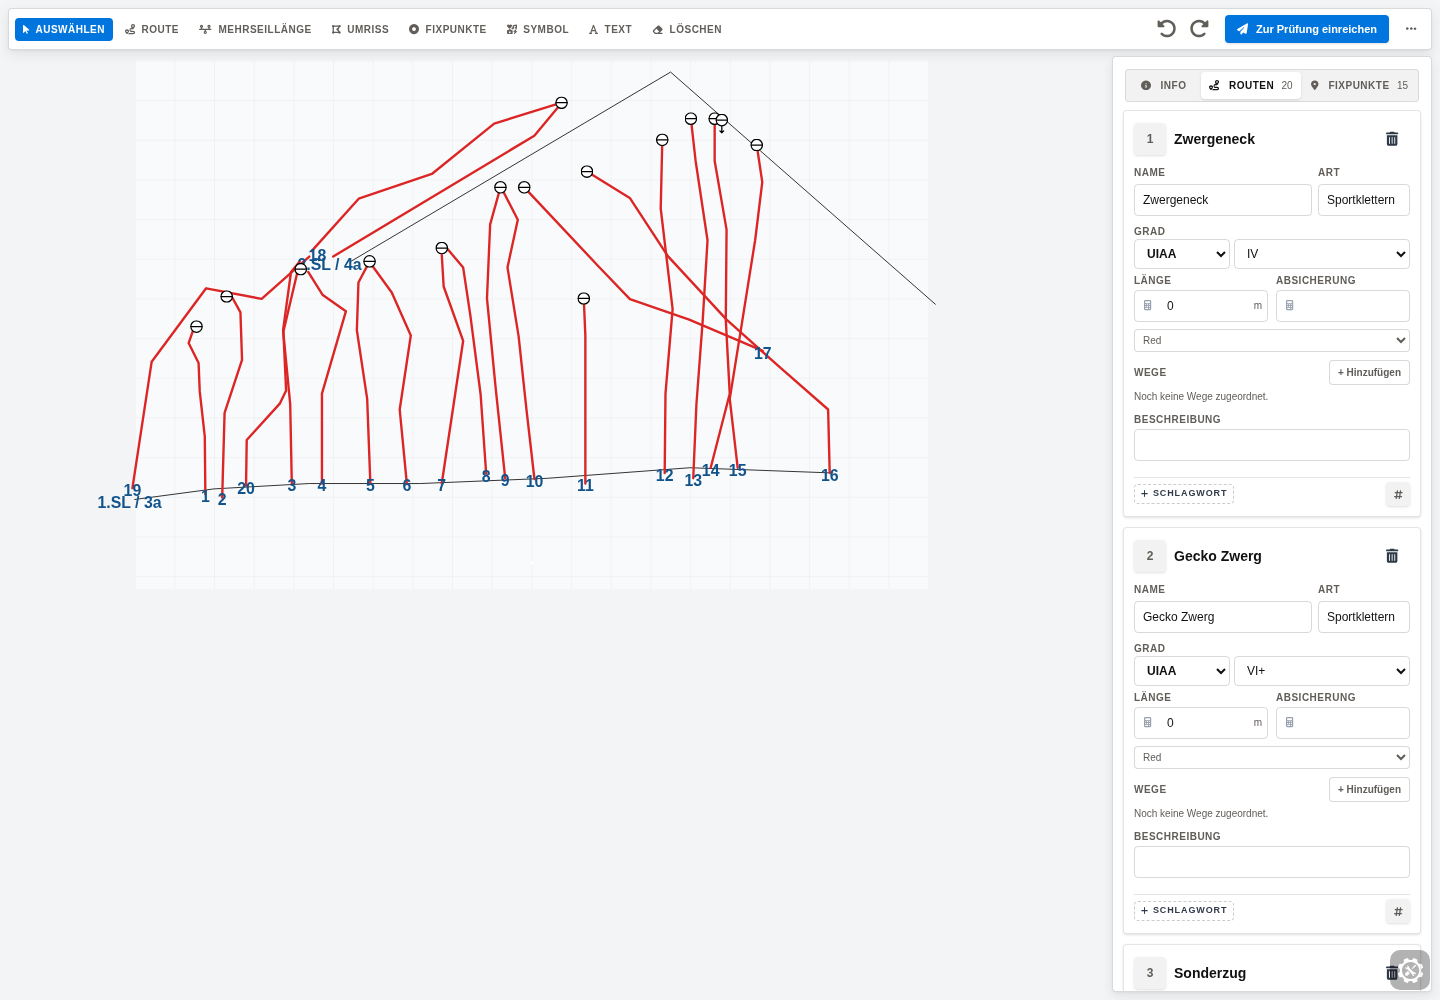 AUSWÄHLEN ROUTE MEHRSEILLÄNGE UMRISS FIXPUNKTE SYMBOL TEXT LÖSCHEN Zur Prüfung einreichen
INFO ROUTEN 20 FIXPUNKTE 15
18
2.SL / 4a
17
19
1.SL / 3a
1
2
20
3
4
5
6
7
8
9
10
11
12
13
14
15
16
1 Zwergeneck
NAME ART
Zwergeneck Sportklettern
GRAD
UIAA IV
LÄNGE ABSICHERUNG
0 m
Red
WEGE + Hinzufügen
Noch keine Wege zugeordnet.
BESCHREIBUNG
+ SCHLAGWORT #
2 Gecko Zwerg
NAME ART
Gecko Zwerg Sportklettern
GRAD
UIAA VI+
LÄNGE ABSICHERUNG
0 m
Red
WEGE + Hinzufügen
Noch keine Wege zugeordnet.
BESCHREIBUNG
+ SCHLAGWORT #
3 Sonderzug